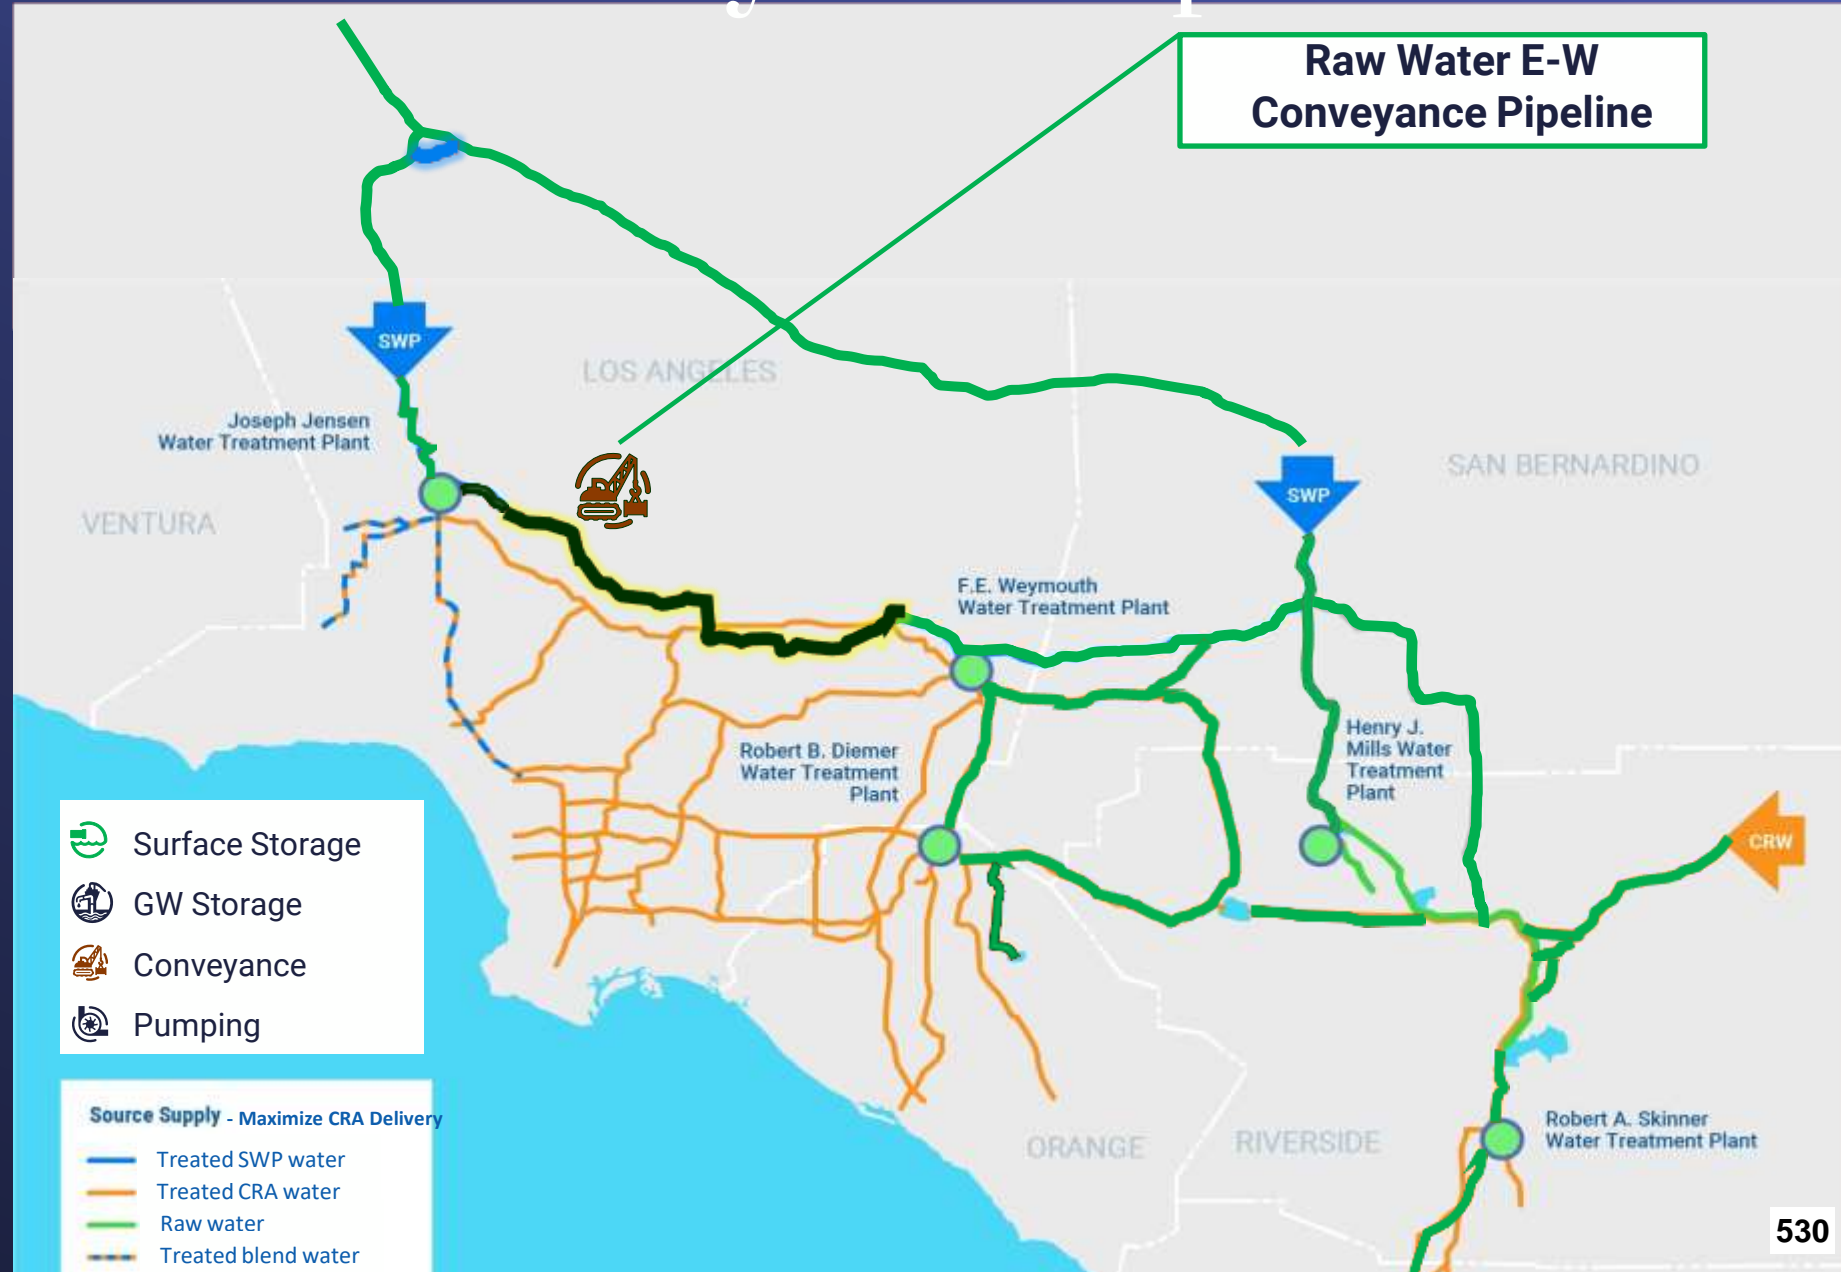 Raw Water E-W
Conveyance Pipeline
SWP
LOS ANGELES
Joseph Jensen
Water Treatment Plant
SAN BERNARDINO
SWP
VENTURA
F.E. Weymouth
Water Treatment Plant
Henry J.
Mills Water
Treatment
Plant
Robert B. Diemer
Water Treatment
Plant
CRW
Surface Storage
GW Storage
Conveyance
Pumping
Source Supply - Maximize CRA Delivery
Treated SWP water
Treated CRA water
Raw water
Treated blend water
ORANGE
RIVERSIDE
Robert A. Skinner
Water Treatment Plant
530